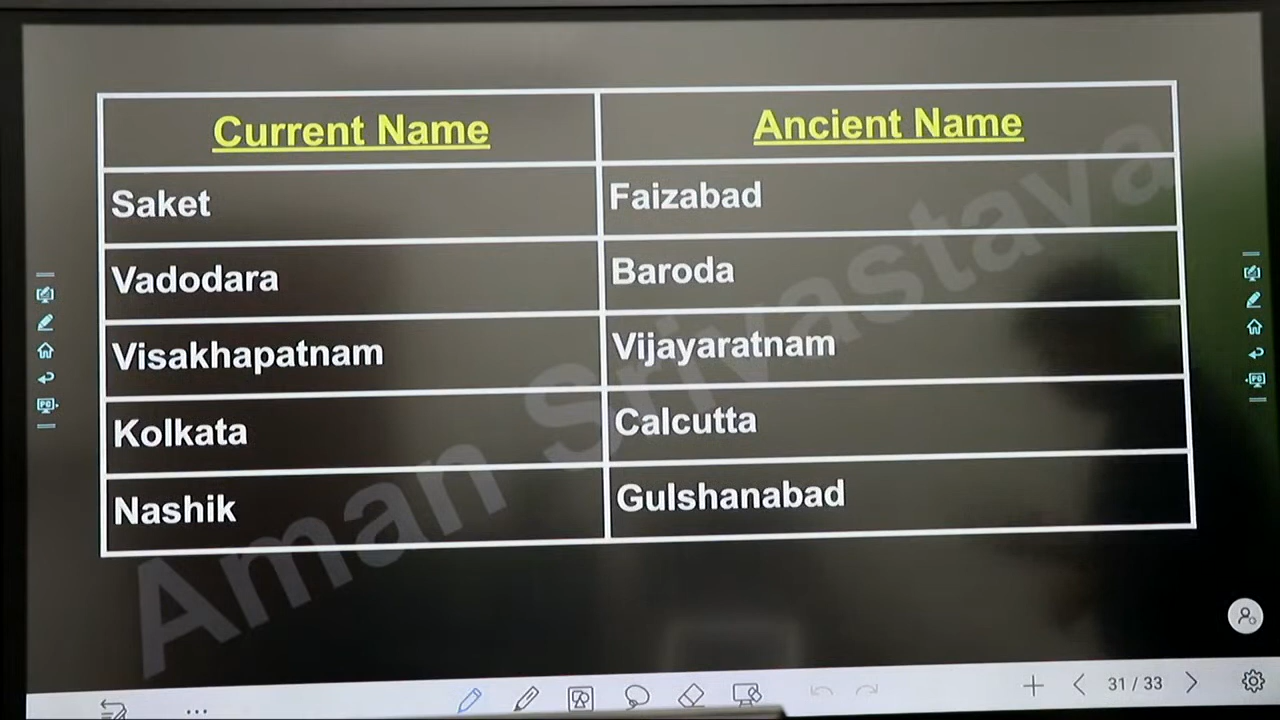 Current Name Ancient Name
Saket Faizabad
Vadodara Baroda
Visakhapatnam Vijayaratnam
Kolkata Calcutta
Nashik Gulshanabad
Aman Srivastava
31 / 33